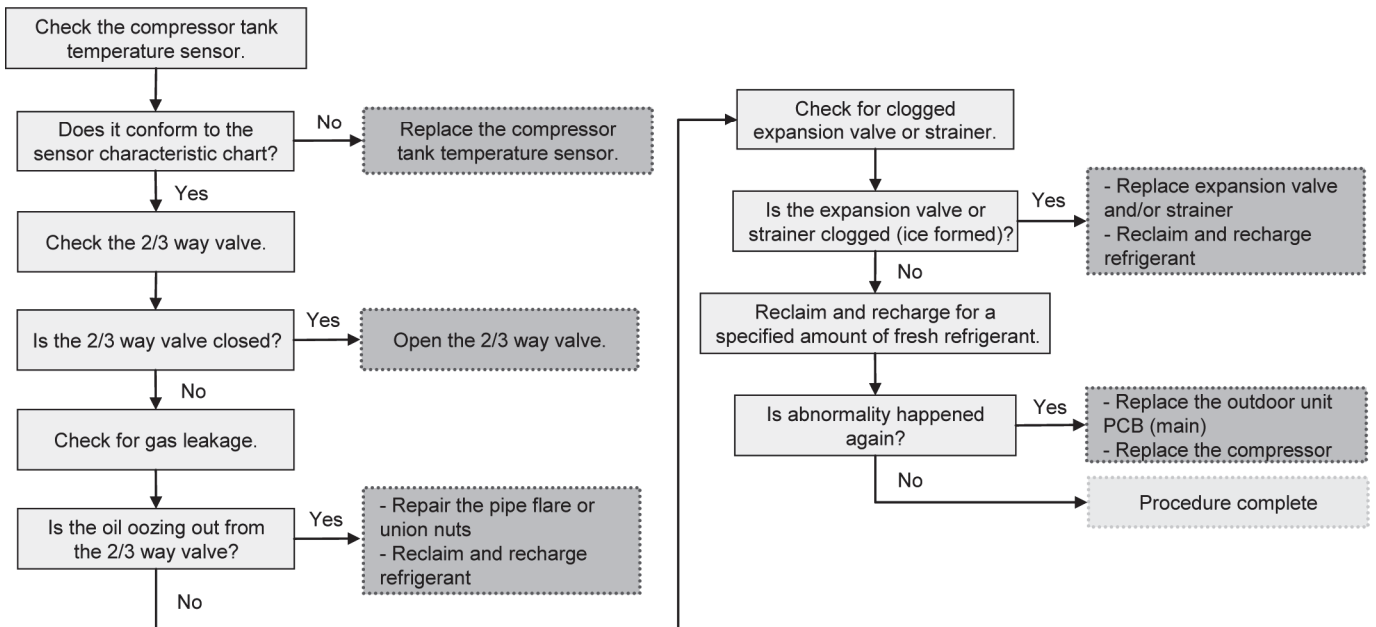 Check the compressor tank
temperature sensor.
Does it conform to the
sensor characteristic chart?
No
Replace the compressor
tank temperature sensor.
Yes
Check the 2/3 way valve.
Is the 2/3 way valve closed?
Yes
Open the 2/3 way valve.
No
Check for gas leakage.
Is the oil oozing out from
the 2/3 way valve?
Yes
- Repair the pipe flare or
union nuts
- Reclaim and recharge
refrigerant
No
Check for clogged
expansion valve or strainer.
Is the expansion valve or
strainer clogged (ice formed)?
Yes
- Replace expansion valve
and/or strainer
- Reclaim and recharge
refrigerant
No
Reclaim and recharge for a
specified amount of fresh refrigerant.
Is abnormality happened
again?
Yes
- Replace the outdoor unit
PCB (main)
- Replace the compressor
No
Procedure complete